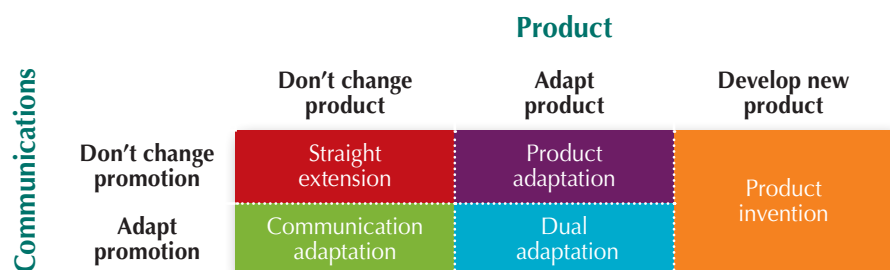 Product
Communications
Don't change
product
Adapt
product
Develop new
product
Don't change
promotion
Straight
extension
Product
adaptation
Product
invention
Adapt
promotion
Communication
adaptation
Dual
adaptation